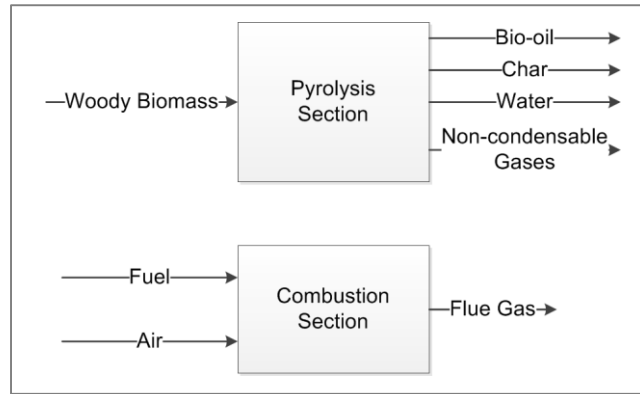 Bio-oil
Char
Woody Biomass
Pyrolysis
Section
Water
Non-condensable
Gases
Fuel
Air
Combustion
Section
Flue Gas